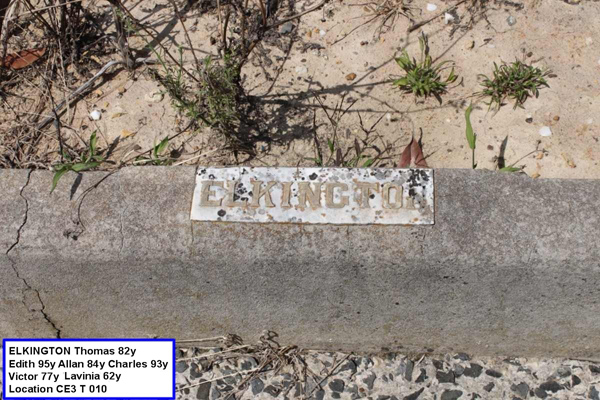 ELKINGTON
ELKINGTON Thomas 82y
Edith 95y Allan 84y Charles 93y
Victor 77y Lavinia 62y
Location CE3 T 010